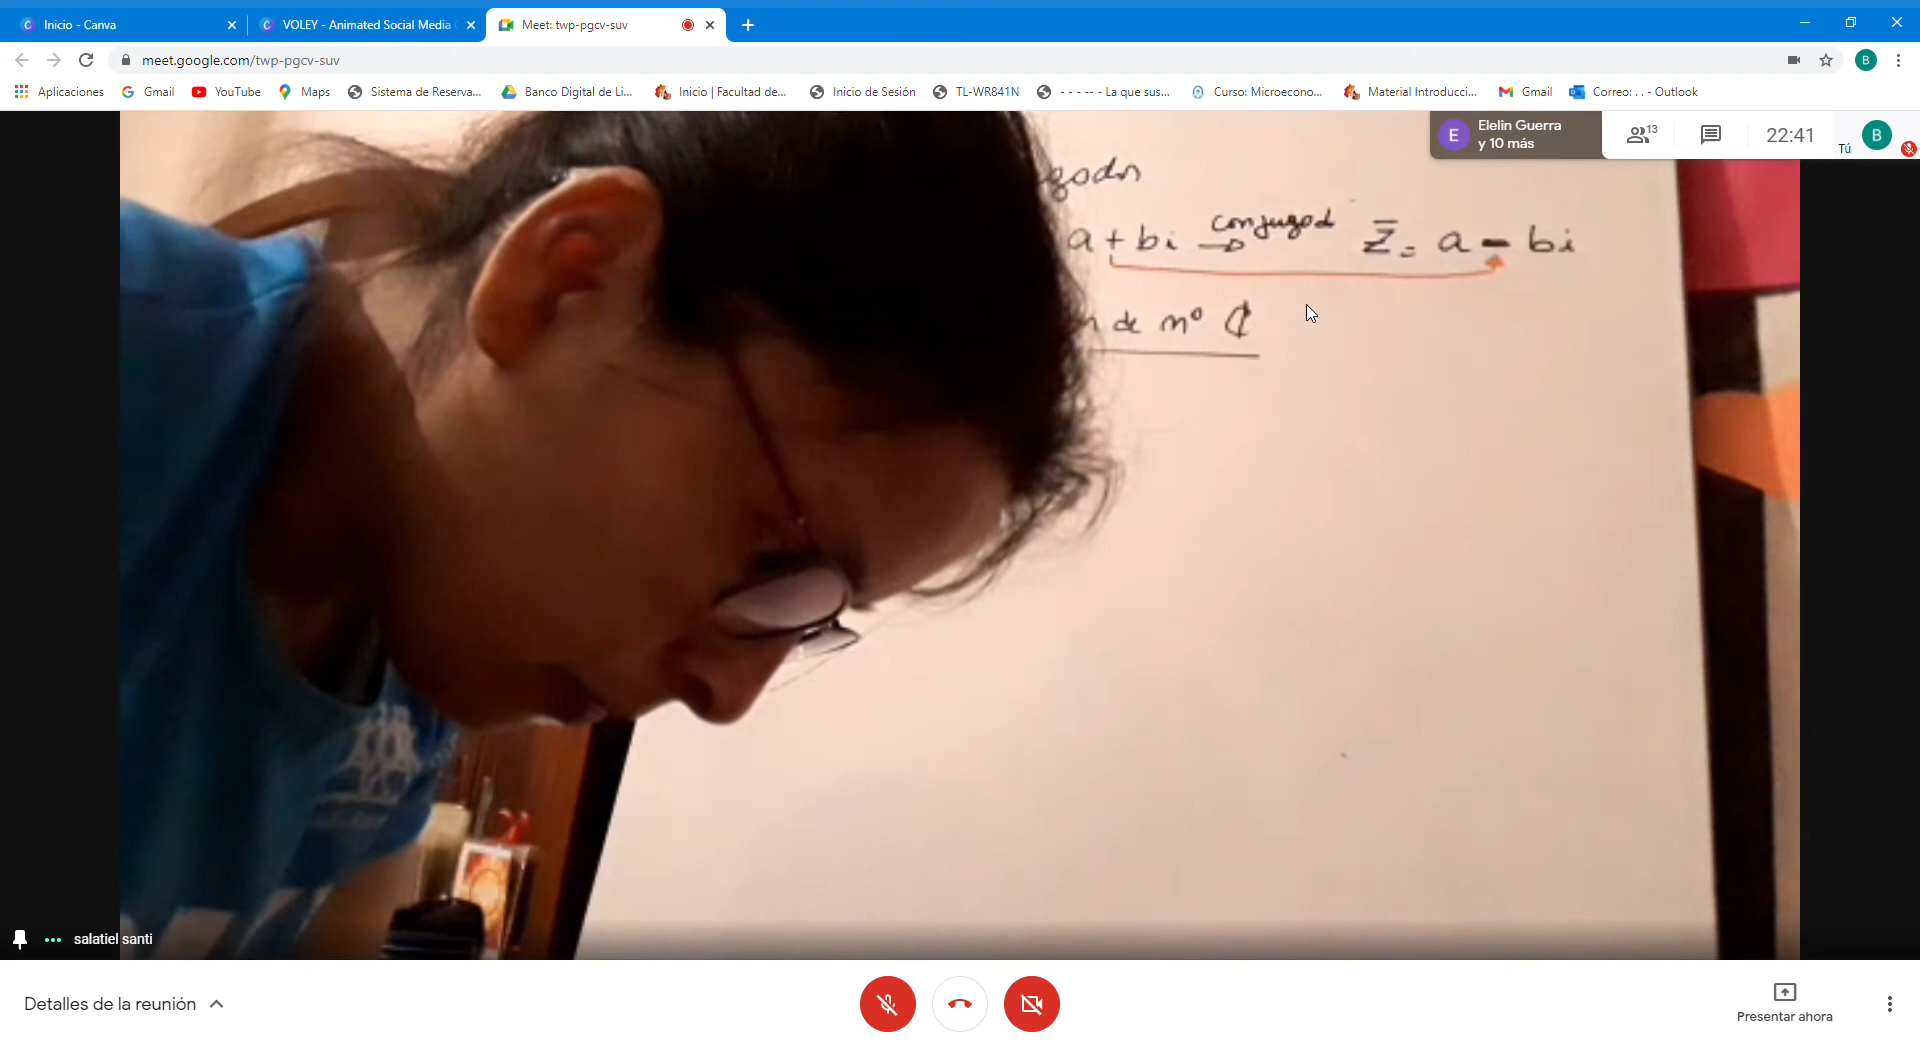 Inicio - Canva
VOLEY - Animated Social Media
Meet: twp-pgcv-suv
meet.google.com/twp-pgcv-suv
B
Aplicaciones
Gmail
YouTube
Maps
Sistema de Reserva...
Banco Digital de Li...
Inicio | Facultad de...
Inicio de Sesión
TL-WR841N
- - - -- - La que sus...
Curso: Microecono...
Material Introducci...
Gmail
Correo: . . - Outlook
E
Elelin Guerra
y 10 más
13
22:41
Tú
B
a + bi → conjugad z̄ = a - bi
de nº ₵
salatiel santi
Detalles de la reunión
Presentar ahora